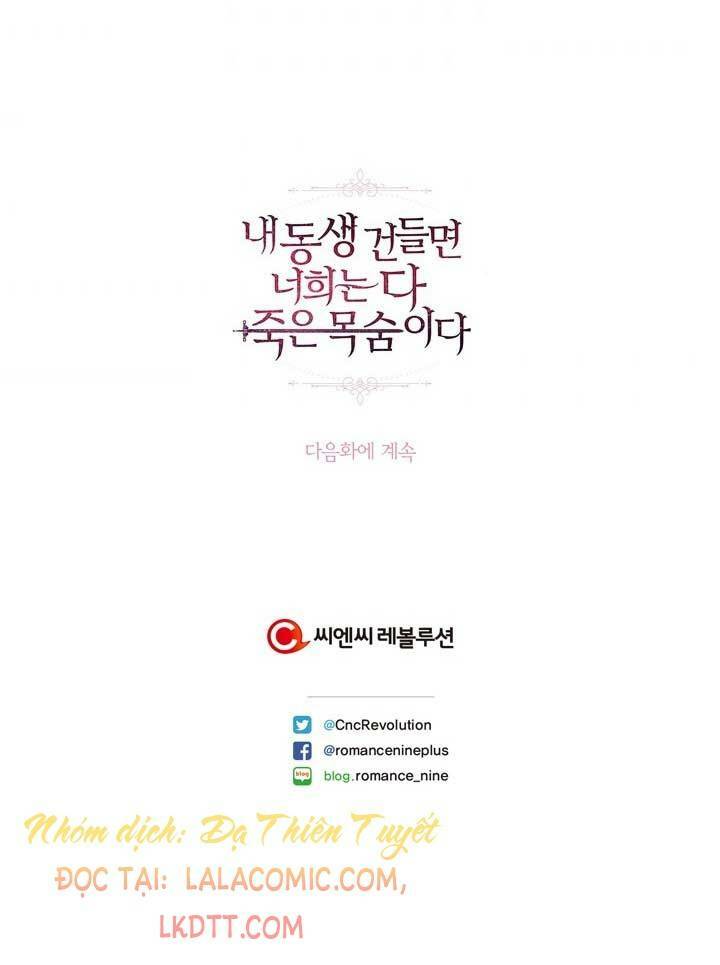 내 동생 건들면
너희는 다
죽은 목숨이다
다음화에 계속
씨엔씨 레볼루션
@CncRevolution
@romancenineplus
blog
blog.romance_nine
Nhóm dịch: Dạ Thiên Tuyết
ĐỌC TẠI: LALACOMIC.COM,
LKDTT.COM